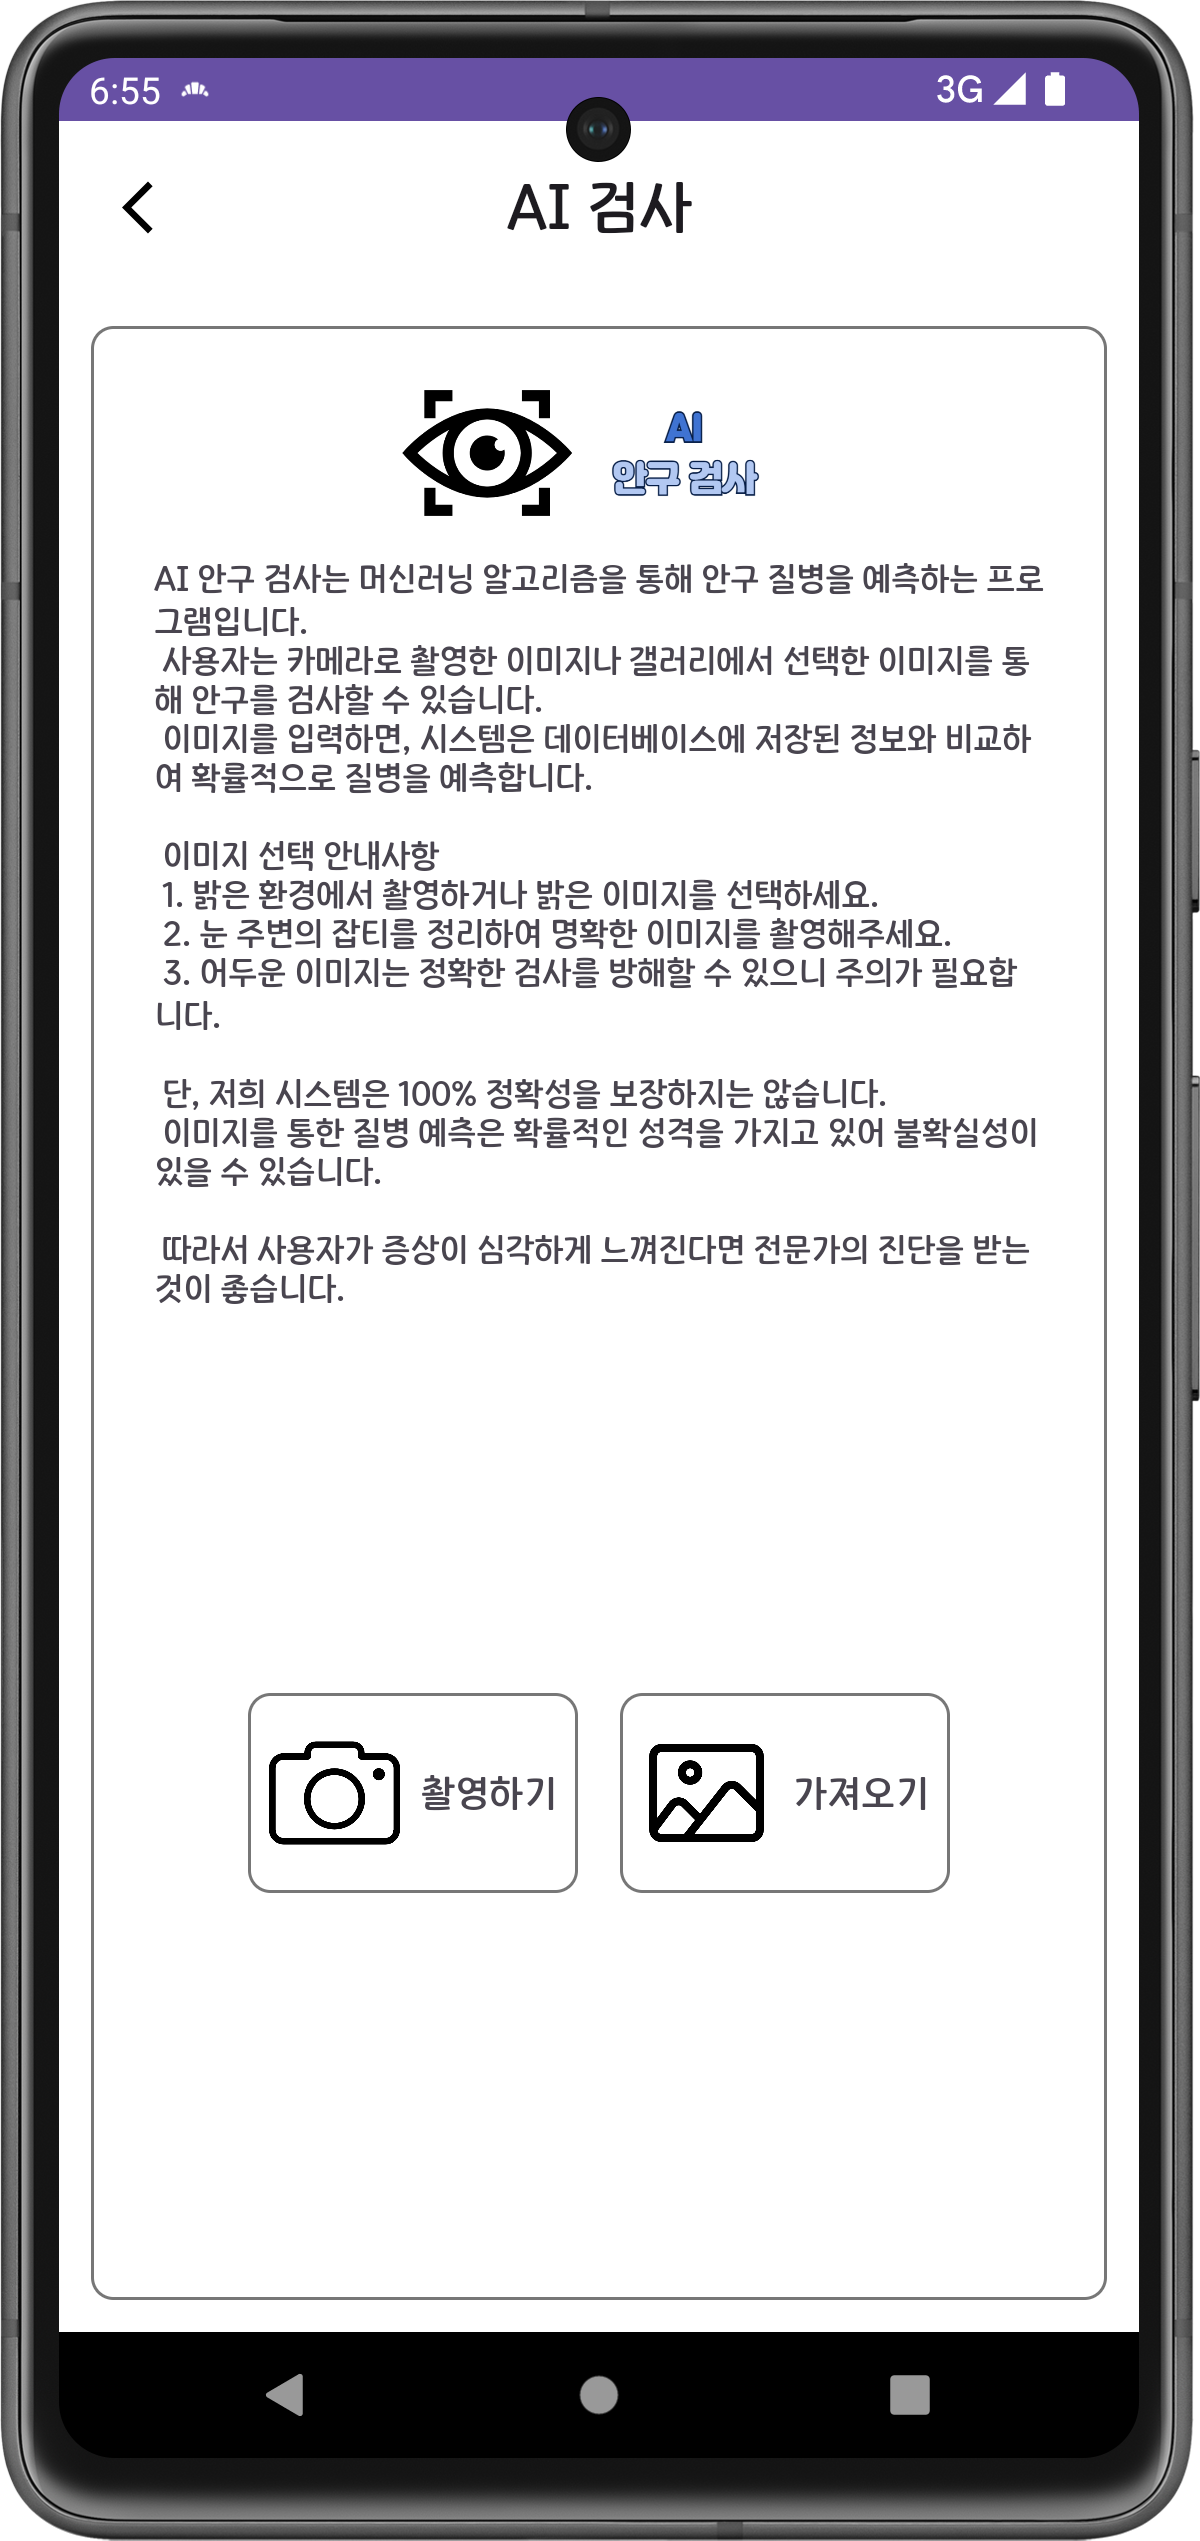 6:55 3G
AI 검사
AI
안구 검사
AI 안구 검사는 머신러닝 알고리즘을 통해 안구 질병을 예측하는 프로
그램입니다.
사용자는 카메라로 촬영한 이미지나 갤러리에서 선택한 이미지를 통
해 안구를 검사할 수 있습니다.
이미지를 입력하면, 시스템은 데이터베이스에 저장된 정보와 비교하
여 확률적으로 질병을 예측합니다.
이미지 선택 안내사항
1. 밝은 환경에서 촬영하거나 밝은 이미지를 선택하세요.
2. 눈 주변의 잡티를 정리하여 명확한 이미지를 촬영해주세요.
3. 어두운 이미지는 정확한 검사를 방해할 수 있으니 주의가 필요합
니다.
단, 저희 시스템은 100% 정확성을 보장하지는 않습니다.
이미지를 통한 질병 예측은 확률적인 성격을 가지고 있어 불확실성이
있을 수 있습니다.
따라서 사용자가 증상이 심각하게 느껴진다면 전문가의 진단을 받는
것이 좋습니다.
촬영하기 가져오기